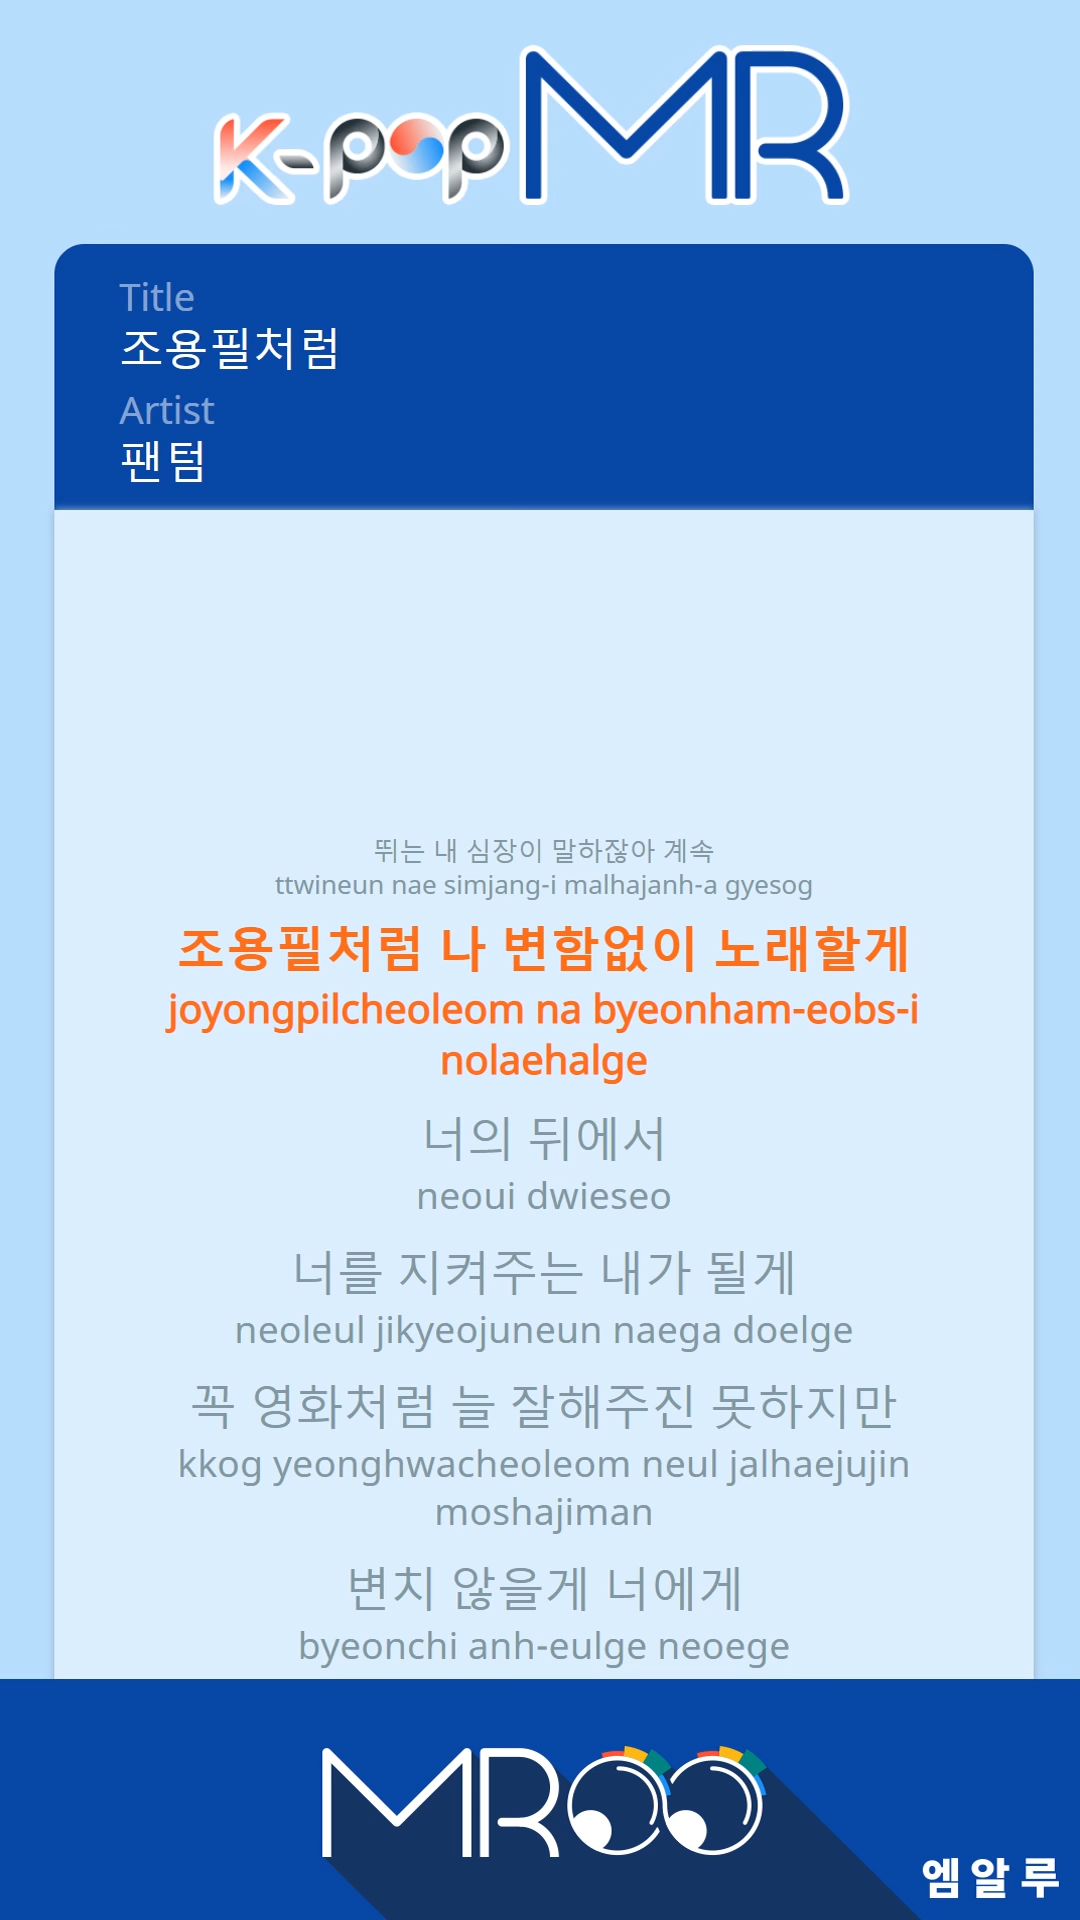 K-pop MR
Title
조용필처럼
Artist
팬텀
뛰는 내 심장이 말하잖아 계속
ttwineun nae simjang-i malhajanh-a gyesog
조용필처럼 나 변함없이 노래할게
joyongpilcheoleom na byeonham-eobs-i
nolaehalge
너의 뒤에서
neoui dwieseo
너를 지켜주는 내가 될게
neoleul jikyeojuneun naega doelge
꼭 영화처럼 늘 잘해주진 못하지만
kkog yeonghwacheoleom neul jalhaejujin
moshajiman
변치 않을게 너에게
byeonchi anh-eulge neoege
MROO
엠알루